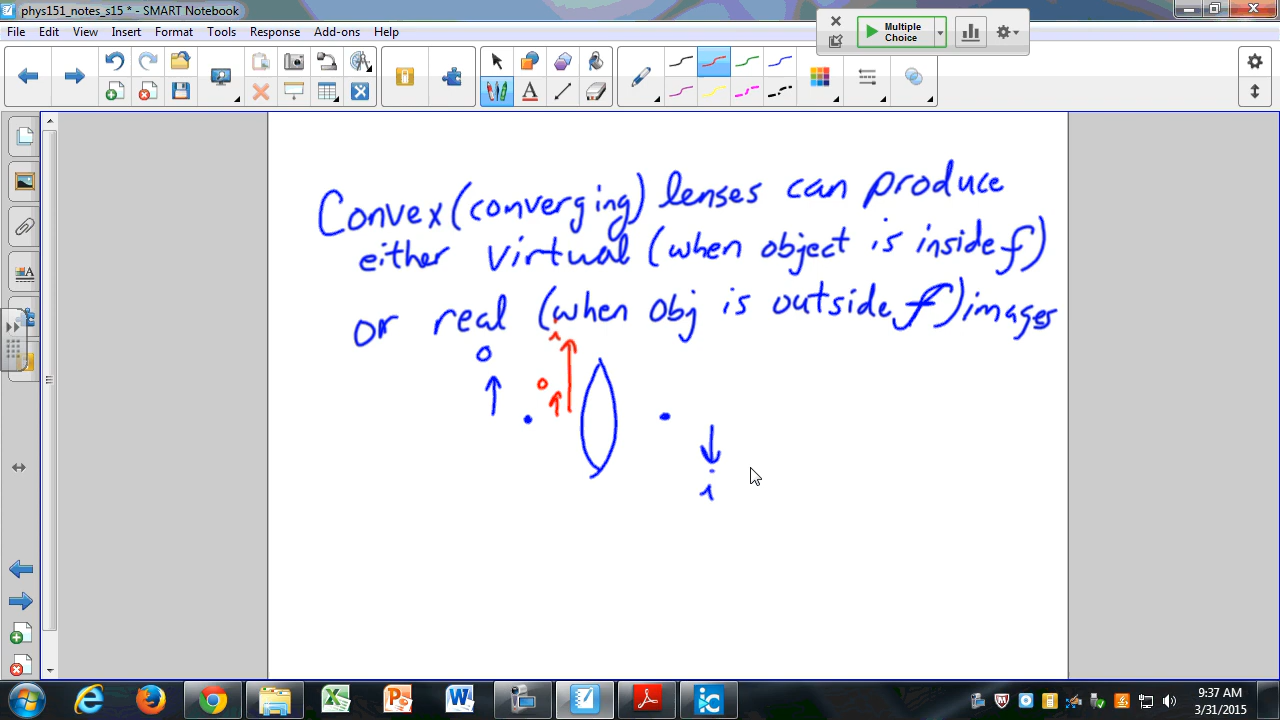 phys151_notes_s15 * - SMART Notebook
File Edit View Insert Format Tools Response Add-ons Help
Multiple
Choice
Convex (converging) lenses can produce
either virtual (when object is inside f)
or real (when obj is outside f) images
o
i
o
i
9:37 AM
3/31/2015